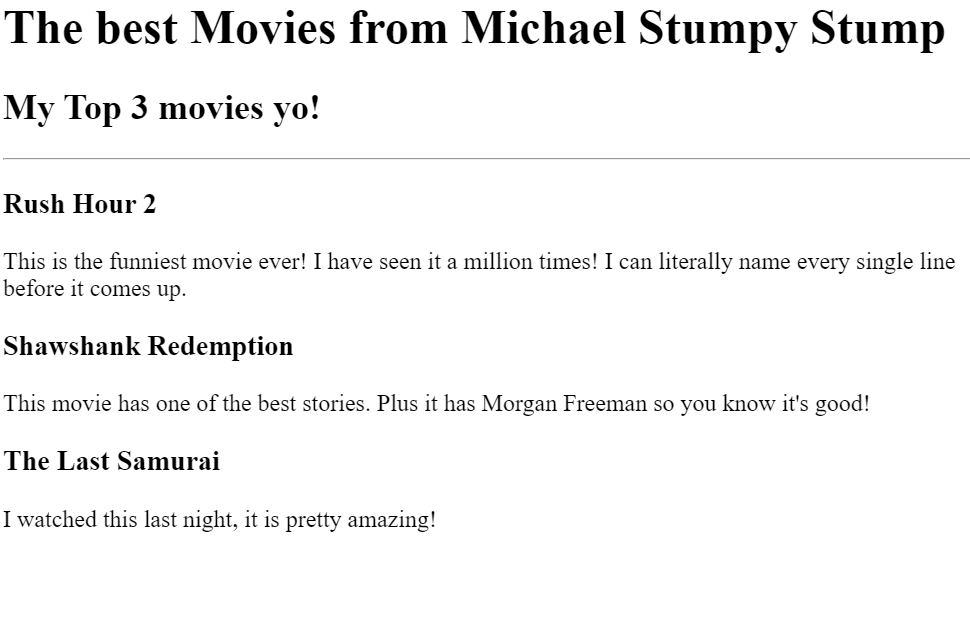 The best Movies from Michael Stumpy Stump
My Top 3 movies yo!
Rush Hour 2
This is the funniest movie ever! I have seen it a million times! I can literally name every single line
before it comes up.
Shawshank Redemption
This movie has one of the best stories. Plus it has Morgan Freeman so you know it's good!
The Last Samurai
I watched this last night, it is pretty amazing!